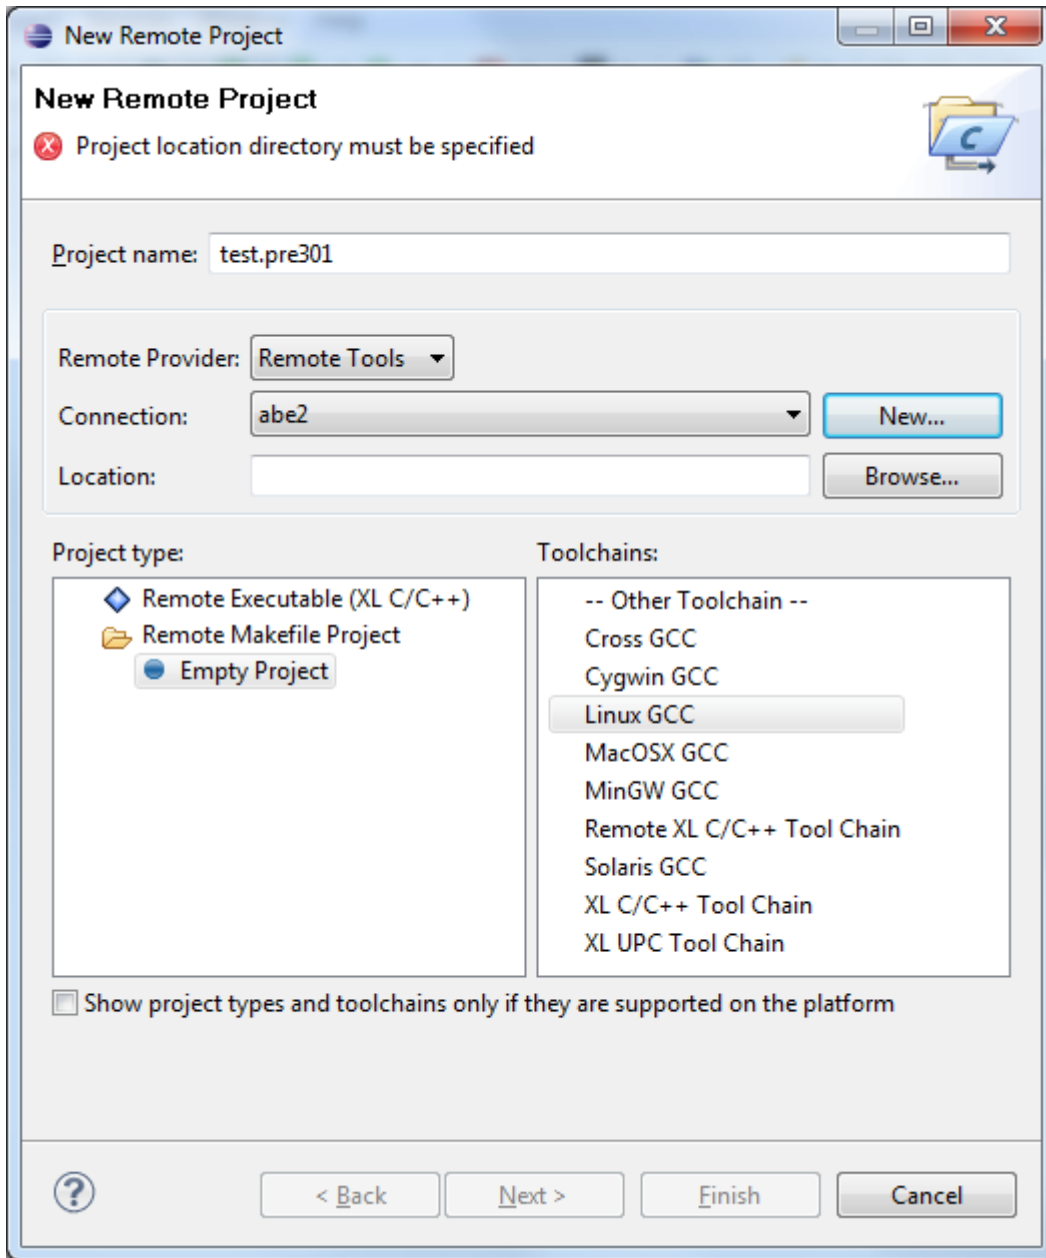 New Remote Project
New Remote Project
Project location directory must be specified
C
Project name: test.pre301
Remote Provider: Remote Tools
Connection: abe2 New...
Location: Browse...
Project type: Toolchains:
Remote Executable (XL C/C++)
Remote Makefile Project
Empty Project
-- Other Toolchain --
Cross GCC
Cygwin GCC
Linux GCC
MacOSX GCC
MinGW GCC
Remote XL C/C++ Tool Chain
Solaris GCC
XL C/C++ Tool Chain
XL UPC Tool Chain
Show project types and toolchains only if they are supported on the platform
? < Back Next > Finish Cancel